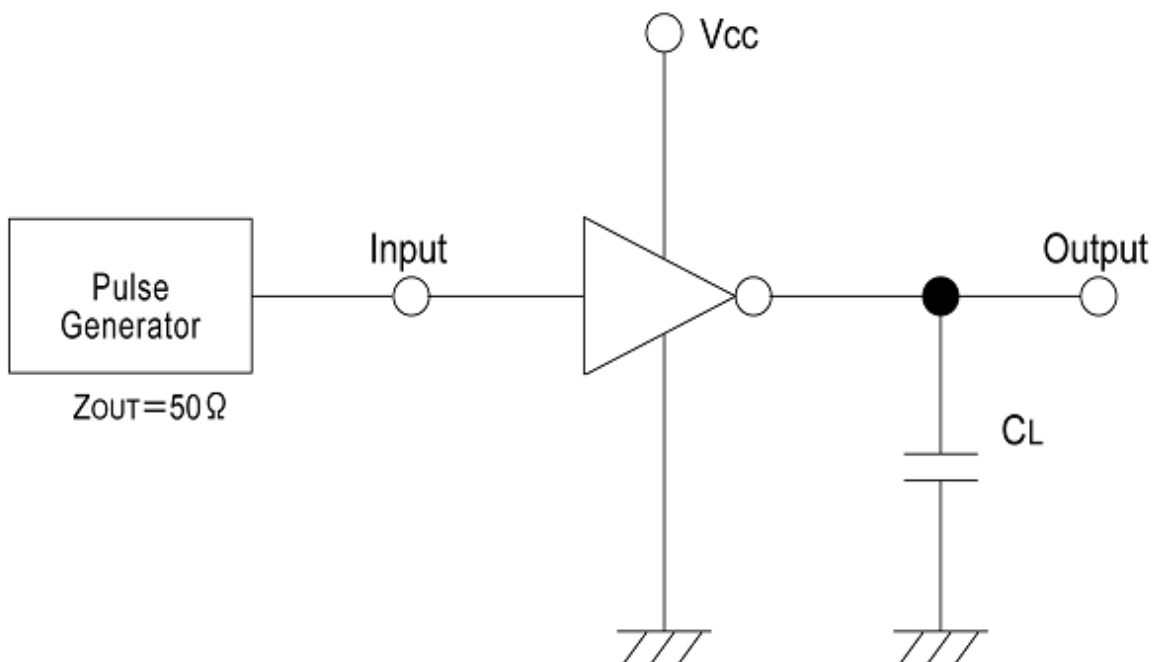 Vcc
Input
Output
Pulse
Generator
ZOUT=50Ω
CL